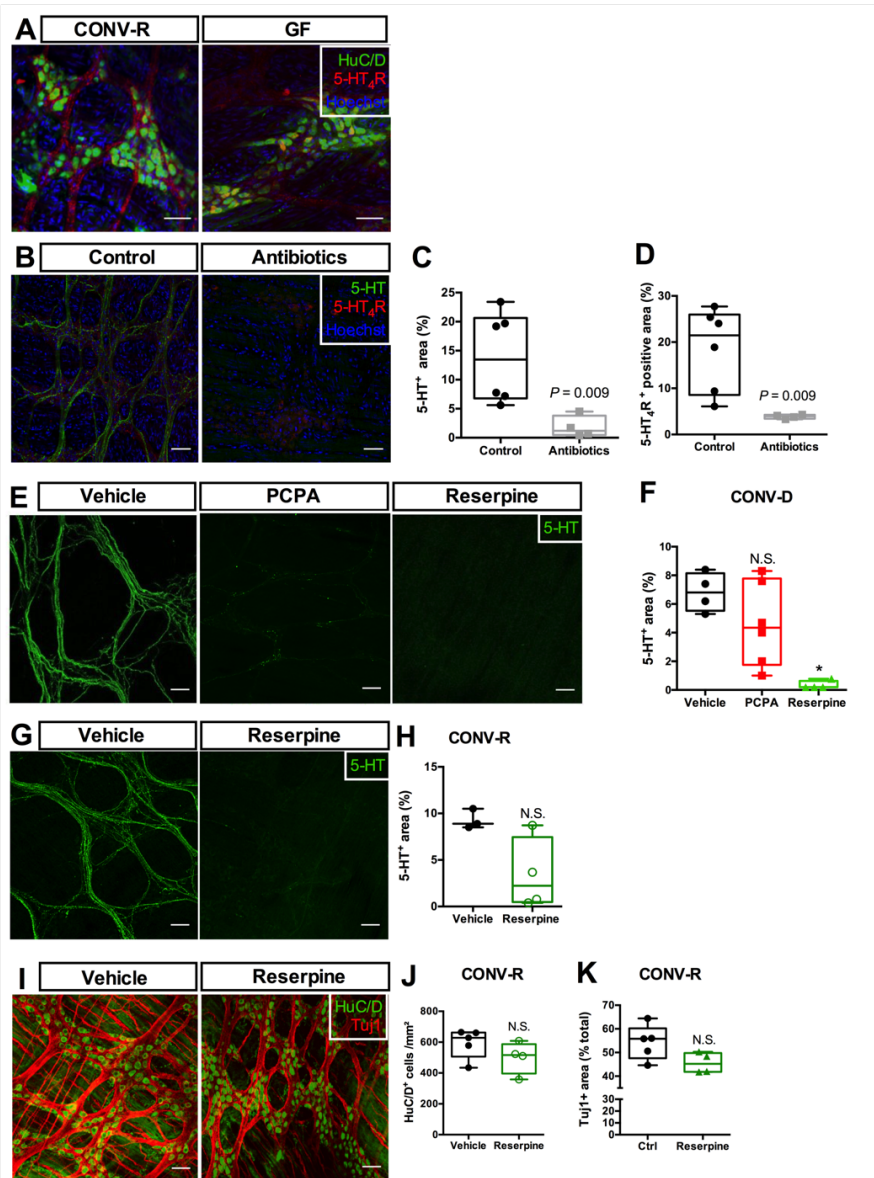 A
CONV-R
GF
HuC/D
5-HT4R
Hoechst
B
Control
Antibiotics
5-HT
5-HT4R
Hoechst
C
5-HT+ area (%)
25
20
15
10
5
0
P = 0.009
Control
Antibiotics
D
5-HT4R+ positive area (%)
30
20
10
0
P = 0.009
Control
Antibiotics
E
Vehicle
PCPA
Reserpine
5-HT
F
CONV-D
5-HT+ area (%)
8
6
4
2
0
N.S.
*
Vehicle
PCPA
Reserpine
G
Vehicle
Reserpine
5-HT
H
CONV-R
5-HT+ area (%)
15
10
5
0
N.S.
Vehicle
Reserpine
I
Vehicle
Reserpine
HuC/D
Tuj1
J
CONV-R
HuC/D+ cells /mm²
800
600
400
200
0
N.S.
Vehicle
Reserpine
K
CONV-R
Tuj1+ area (% total)
70
60
50
40
30
20
10
0
N.S.
Ctrl
Reserpine